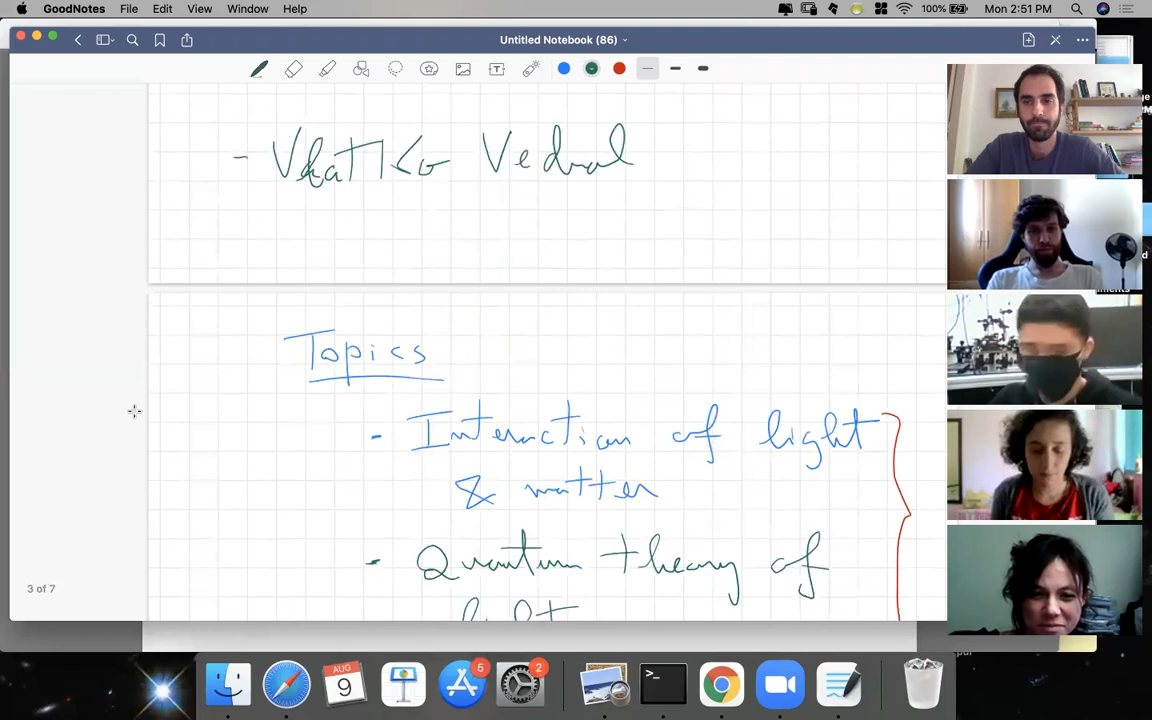 GoodNotes File Edit View Window Help 100% Mon 2:51 PM
Untitled Notebook (86)
- Vlatko Vedral
Topics
- Interaction of light
& matter
- Quantum theory of
light
3 of 7
AUG
9
5
2